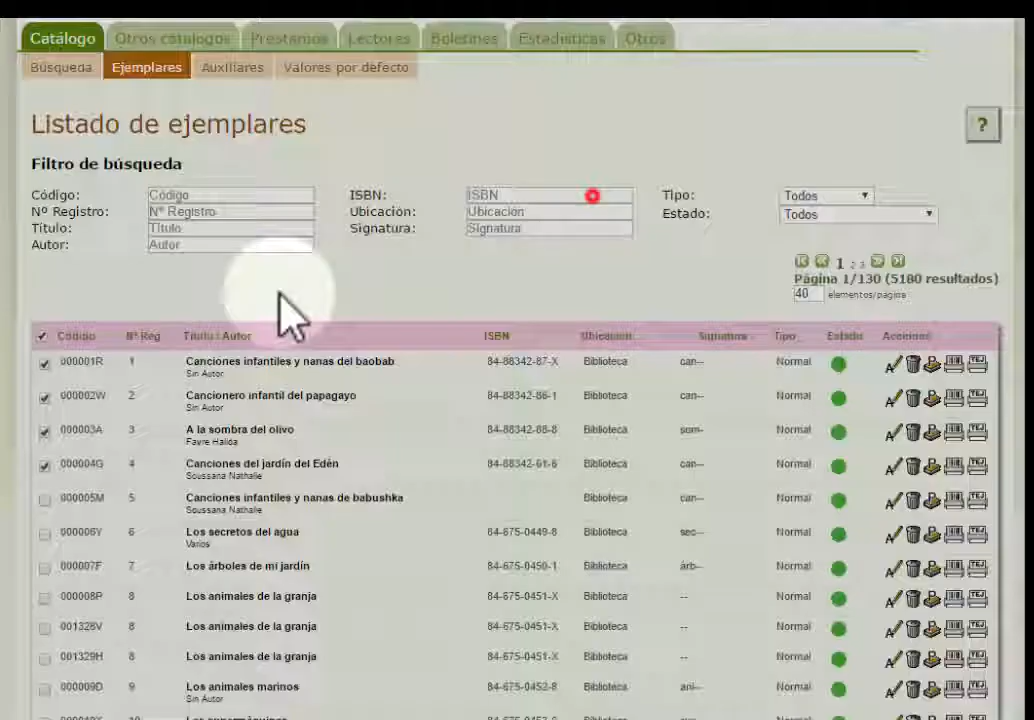 Catálogo Otros catalogos Prestamos Lectores Boletines Estadísticas Otros
Búsqueda Ejemplares Auxiliares Valores por defecto
Listado de ejemplares ?
Filtro de búsqueda
Código: Código ISBN: ISBN Tipo: Todos
Nº Registro: Nº Registro Ubicación: Ubicación Estado: Todos
Título: Título Signatura: Signatura
Autor: Autor
1 2 3
Página 1/130 (5180 resultados)
40 elementos/página
Código Nº Reg Título / Autor ISBN Ubicación Signatura Tipo Estado Acciones
000001R 1 Canciones infantiles y nanas del baobab 84-88342-87-X Biblioteca can-- Normal
Sin Autor
000002W 2 Cancionero infantil del papagayo 84-88342-86-1 Biblioteca can-- Normal
Sin Autor
000003A 3 A la sombra del olivo 84-88342-88-8 Biblioteca som- Normal
Favre Halida
000004G 4 Canciones del jardín del Edén 84-88342-61-6 Biblioteca can-- Normal
Soussana Nathalie
000005M 5 Canciones infantiles y nanas de babushka Biblioteca can-- Normal
Soussana Nathalie
000006Y 6 Los secretos del agua 84-675-0449-8 Biblioteca sec-- Normal
Varios
000007F 7 Los árboles de mi jardín 84-675-0450-1 Biblioteca árb-- Normal
000008P 8 Los animales de la granja 84-675-0451-X Biblioteca -- Normal
001328V 8 Los animales de la granja 84-675-0451-X Biblioteca -- Normal
001329H 8 Los animales de la granja 84-675-0451-X Biblioteca -- Normal
000009D 9 Los animales marinos 84-675-0452-8 Biblioteca ani-- Normal
Sin Autor